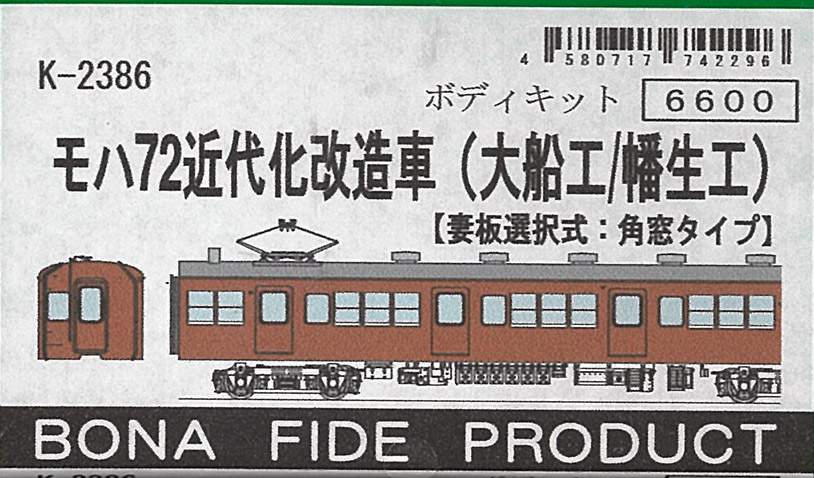 4 580717 742296
K-2386
ボディキット 6600
モハ72近代化改造車（大船工/幡生工）
【妻板選択式：角窓タイプ】
BONA FIDE PRODUCT